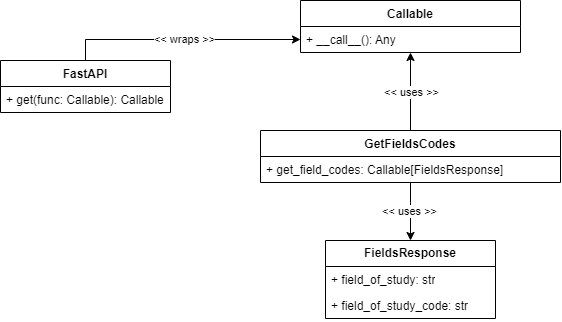 Callable
+ __call__(): Any
<< wraps >>
FastAPI
+ get(func: Callable): Callable
<< uses >>
GetFieldsCodes
+ get_field_codes: Callable[FieldsResponse]
<< uses >>
FieldsResponse
+ field_of_study: str
+ field_of_study_code: str